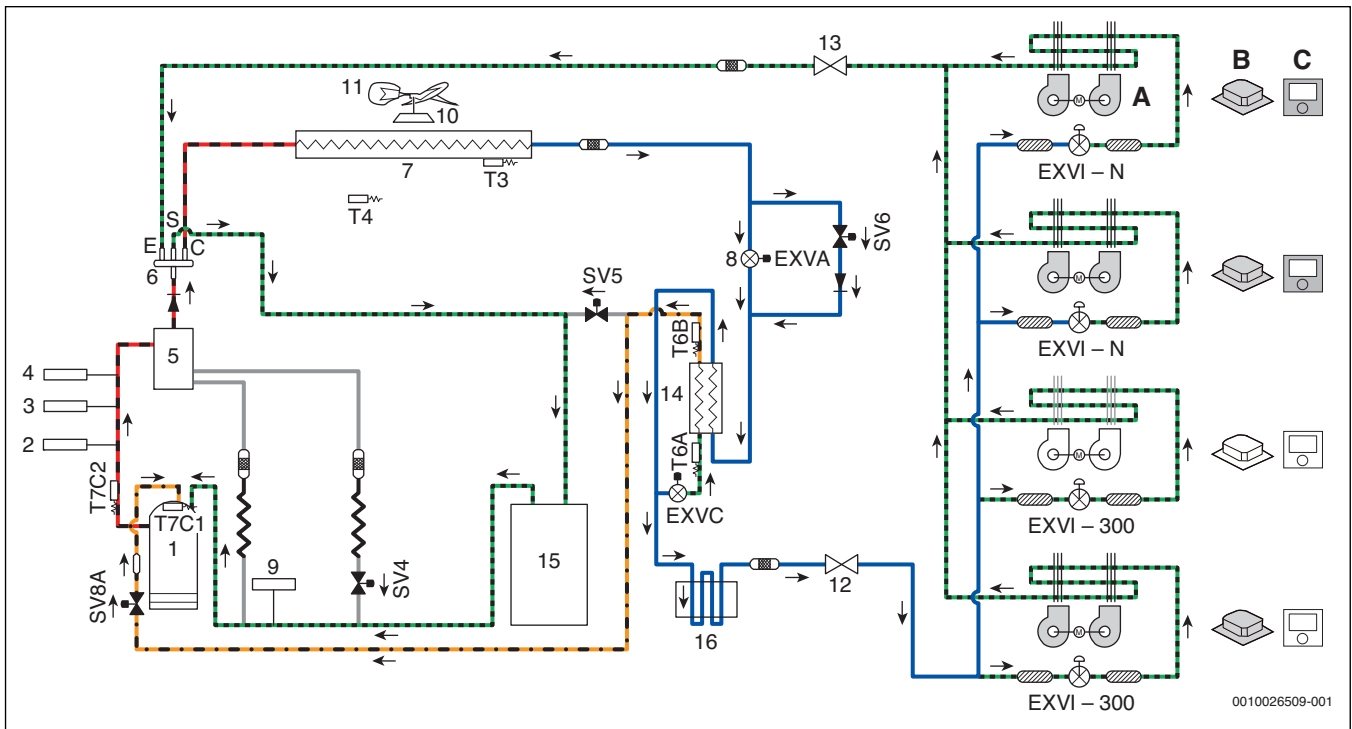 13
11
10
A
B
C
7
T3
EXVI – N
T4
S
E
C
6
SV6
8
EXVA
SV5
5
T6B
EXVI – N
4
14
3
2
T6A
T7C2
T7C1
EXVC
EXVI – 300
1
15
9
12
SV8A
SV4
16
EXVI – 300
0010026509-001
M
M
M
M